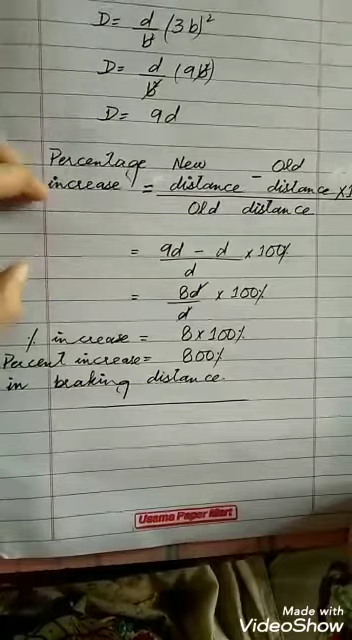 D = d/b² (3b)²
D = d/b² (9b²)
D = 9d
Percentage increase = New distance - Old distance / Old distance × 1
= 9d - d / d × 100%
= 8d / d × 100%
% increase = 8 × 100%
Percent increase = 800%
in braking distance.
Usama Paper Mart
Made with
VideoShow